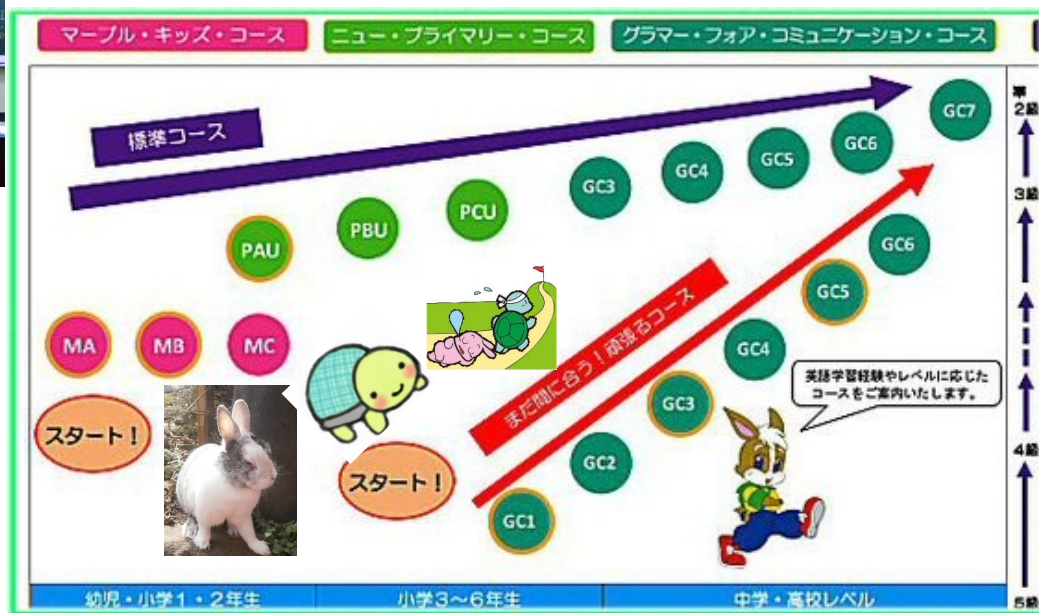 マーブル・キッズ・コース
ニュー・プライマリー・コース
グラマー・フォア・コミュニケーション・コース
標準コース
準
2級
GC7
GC6
GC5
GC4
GC3
3級
PCU
PBU
PAU
GC6
GC5
MA
MB
MC
まだ間に合う!頑張るコース
GC4
英語学習経験やレベルに応じた
コースをご案内いたします。
GC3
スタート!
4級
GC2
スタート!
GC1
幼児・小学1・2年生
小学3~6年生
中学・高校レベル
5級